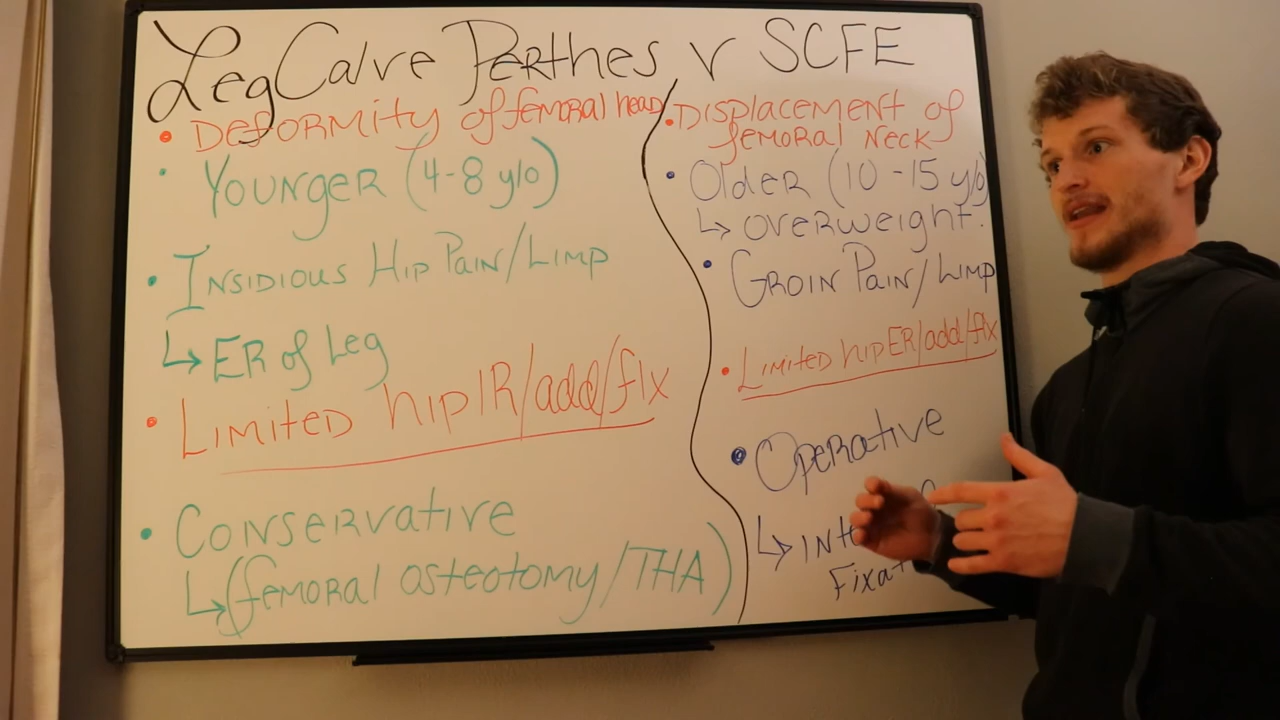 Leg Calve Perthes v SCFE
• Deformity of femoral head
• Younger (4-8 y/o)
• Insidious Hip Pain/Limp
↳ ER of Leg
• Limited hip IR/add/flx
• Conservative
↳ (femoral osteotomy/THA)
• Displacement of
femoral neck
• Older (10-15 y/o)
↳ overweight.
• Groin Pain/Limp
• Limited hip ER/add/flx
• Operative